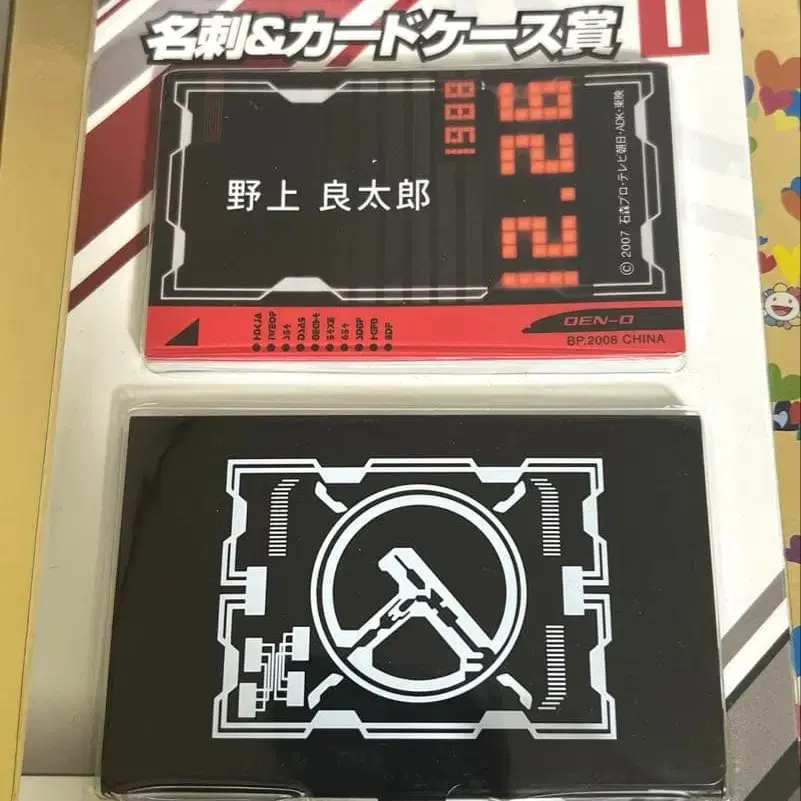 名刺&カードケース賞
野上 良太郎
1988
12.26
© 2007 石森プロ・テレビ朝日・ADK・東映
DEN-O
BP.2008 CHINA